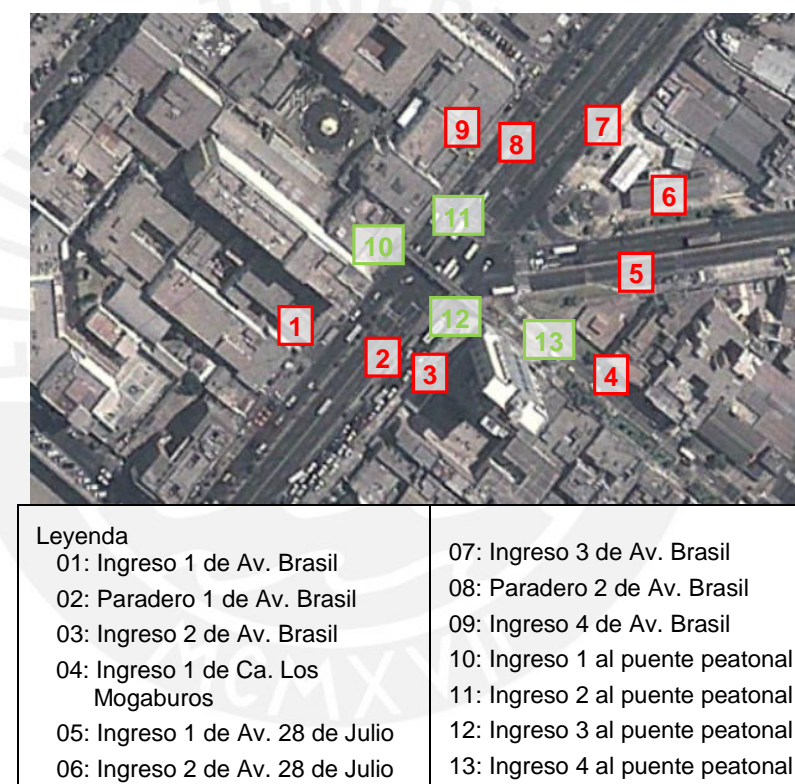 9
8
7
6
11
10
5
12
1
13
2
3
4
Leyenda
01: Ingreso 1 de Av. Brasil
02: Paradero 1 de Av. Brasil
03: Ingreso 2 de Av. Brasil
04: Ingreso 1 de Ca. Los
Mogaburos
05: Ingreso 1 de Av. 28 de Julio
06: Ingreso 2 de Av. 28 de Julio
07: Ingreso 3 de Av. Brasil
08: Paradero 2 de Av. Brasil
09: Ingreso 4 de Av. Brasil
10: Ingreso 1 al puente peatonal
11: Ingreso 2 al puente peatonal
12: Ingreso 3 al puente peatonal
13: Ingreso 4 al puente peatonal